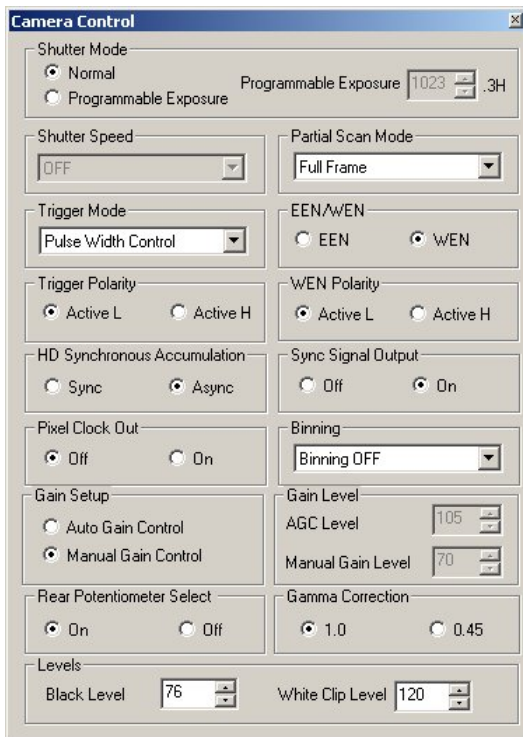 Camera Control
Shutter Mode
Normal
Programmable Exposure
Programmable Exposure 1023 .3H
Shutter Speed
OFF
Partial Scan Mode
Full Frame
Trigger Mode
Pulse Width Control
EEN/WEN
EEN WEN
Trigger Polarity
Active L Active H
WEN Polarity
Active L Active H
HD Synchronous Accumulation
Sync Async
Sync Signal Output
Off On
Pixel Clock Out
Off On
Binning
Binning OFF
Gain Setup
Auto Gain Control
Manual Gain Control
Gain Level
AGC Level 105
Manual Gain Level 70
Rear Potentiometer Select
On Off
Gamma Correction
1.0 0.45
Levels
Black Level 76 White Clip Level 120